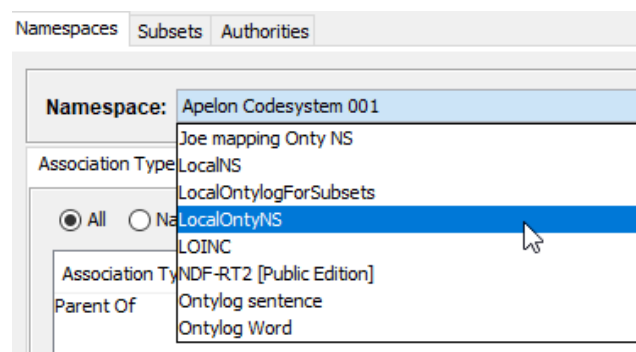 Namespaces Subsets Authorities
Namespace: Apelon Codesystem 001
Joe mapping Onty NS
Association Type LocalNS
LocalOntylogForSubsets
All Na LocalOntyNS
LOINC
Association Ty NDF-RT2 [Public Edition]
Parent Of Ontylog sentence
Ontylog Word